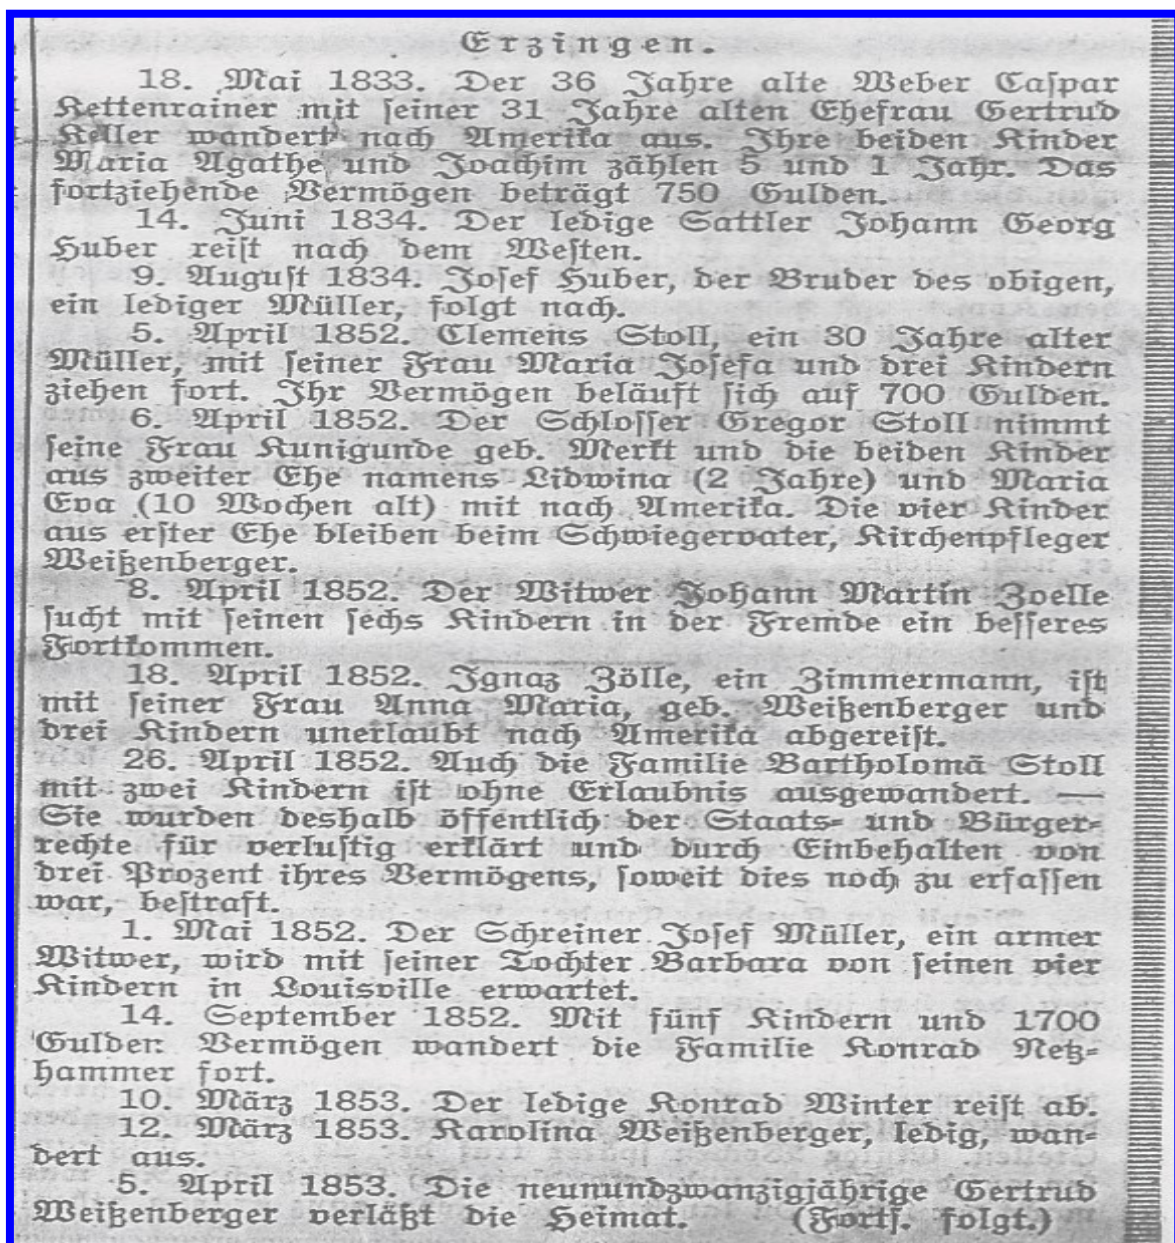 Erzingen.
18. Mai 1833. Der 36 Jahre alte Weber Caspar
Kettenrainer mit seiner 31 Jahre alten Ehefrau Gertrud
Keller wandert nach Amerika aus. Ihre beiden Kinder
Maria Agathe und Joachim zählen 5 und 1 Jahr. Das
fortziehende Vermögen beträgt 750 Gulden.
14. Juni 1834. Der ledige Sattler Johann Georg
Huber reist nach dem Westen.
9. August 1834. Josef Huber, der Bruder des obigen,
ein lediger Müller, folgt nach.
5. April 1852. Clemens Stoll, ein 30 Jahre alter
Müller, mit seiner Frau Maria Josefa und drei Kindern
ziehen fort. Ihr Vermögen beläuft sich auf 700 Gulden.
6. April 1852. Der Schlosser Gregor Stoll nimmt
seine Frau Kunigunde geb. Merkt und die beiden Kinder
aus zweiter Ehe namens Lidwina (2 Jahre) und Maria
Eva (10 Wochen alt) mit nach Amerika. Die vier Kinder
aus erster Ehe bleiben beim Schwiegervater, Kirchenpfleger
Weißenberger.
8. April 1852. Der Witwer Johann Martin Zoelle
sucht mit seinen sechs Kindern in der Fremde ein besseres
Fortkommen.
18. April 1852. Ignaz Zölle, ein Zimmermann, ist
mit seiner Frau Anna Maria, geb. Weißenberger und
drei Kindern unerlaubt nach Amerika abgereist.
26. April 1852. Auch die Familie Bartholomä Stoll
mit zwei Kindern ist ohne Erlaubnis ausgewandert. —
Sie wurden deshalb öffentlich der Staats- und Bürger-
rechte für verlustig erklärt und durch Einbehalten von
drei Prozent ihres Vermögens, soweit dies noch zu erfassen
war, bestraft.
1. Mai 1852. Der Schreiner Josef Müller, ein armer
Witwer, wird mit seiner Tochter Barbara von seinen vier
Kindern in Louisville erwartet.
14. September 1852. Mit fünf Kindern und 1700
Gulden Vermögen wandert die Familie Konrad Netz-
hammer fort.
10. März 1853. Der ledige Konrad Winter reist ab.
12. März 1853. Karolina Weißenberger, ledig, wan-
dert aus.
5. April 1853. Die neunundzwanzigjährige Gertrud
Weißenberger verläßt die Heimat. (Forts. folgt.)